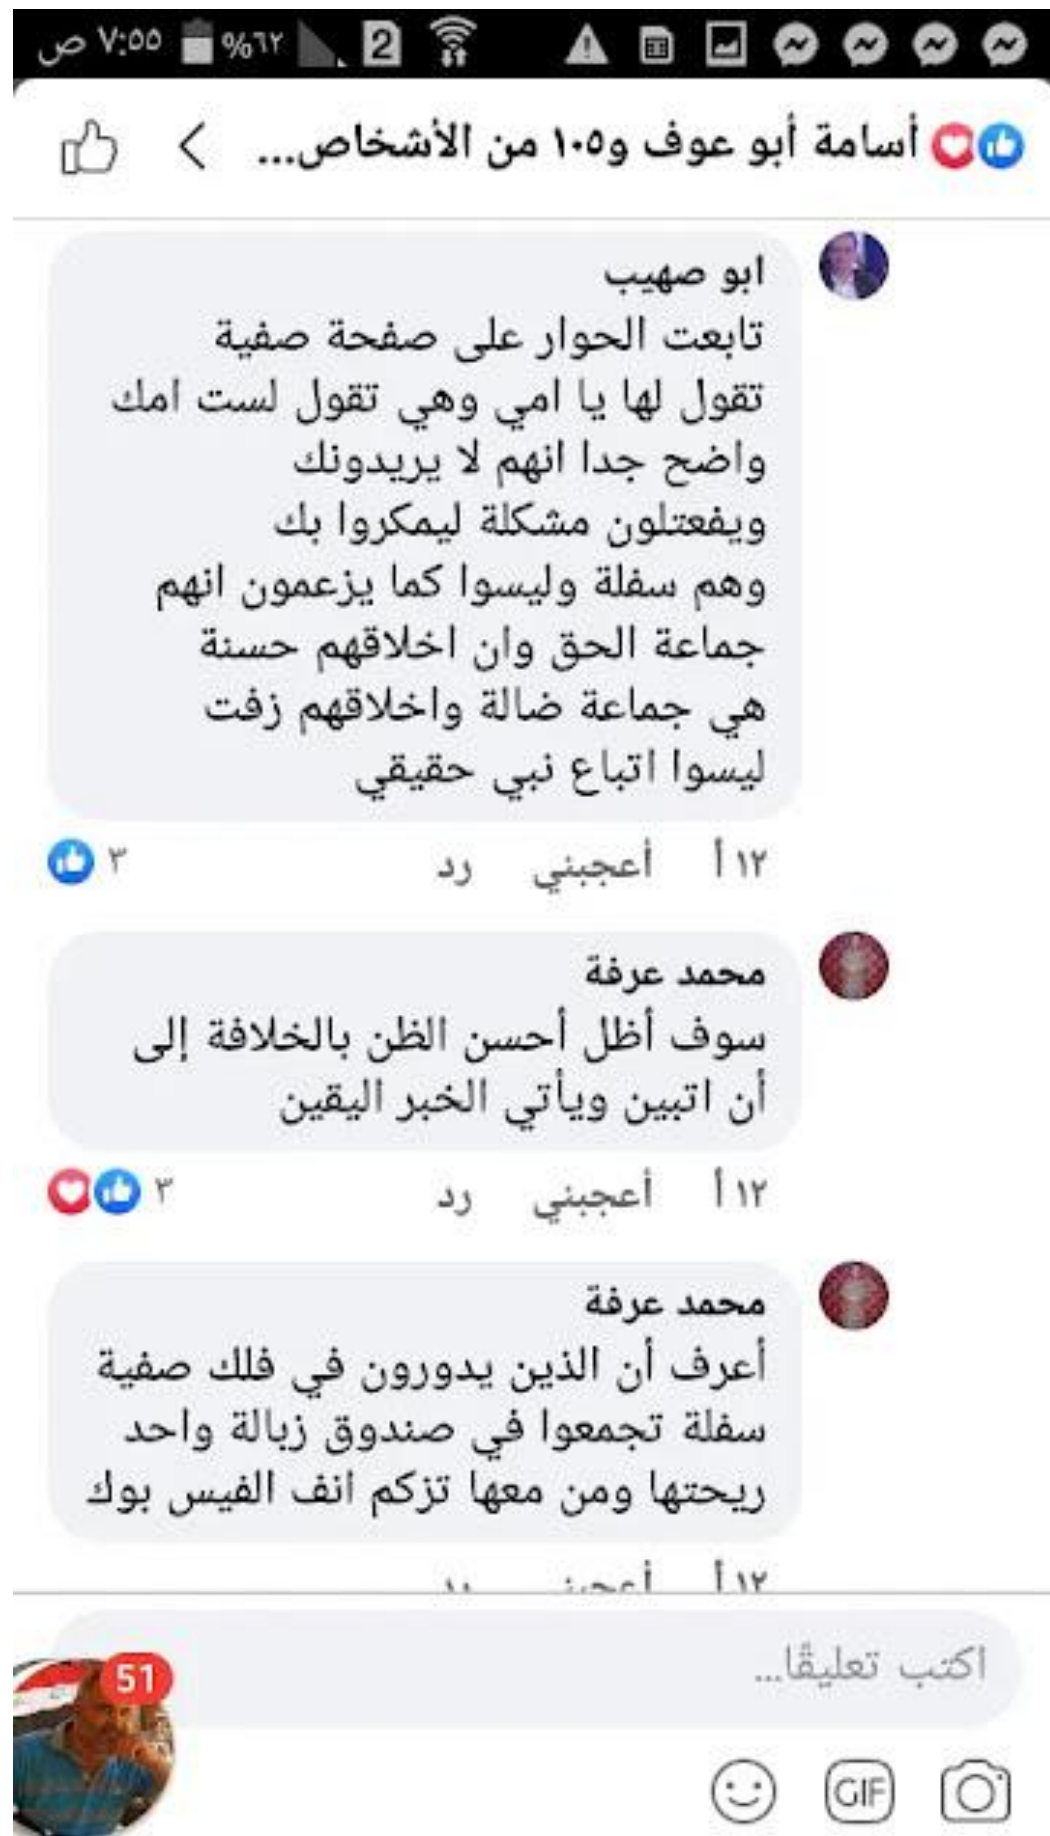 ٧:٥٥ ص
%٦٢
2
أسامة أبو عوف و١٠٥ من الأشخاص...
ابو صهيب
تابعت الحوار على صفحة صفية
تقول لها يا امي وهي تقول لست امك
واضح جدا انهم لا يريدونك
ويفعتلون مشكلة ليمكروا بك
وهم سفلة وليسوا كما يزعمون انهم
جماعة الحق وان اخلاقهم حسنة
هي جماعة ضالة واخلاقهم زفت
ليسوا اتباع نبي حقيقي
١٢ أ أعجبني رد ٣
محمد عرفة
سوف أظل أحسن الظن بالخلافة إلى
أن اتبين ويأتي الخبر اليقين
١٢ أ أعجبني رد ٣
محمد عرفة
أعرف أن الذين يدورون في فلك صفية
سفلة تجمعوا في صندوق زبالة واحد
ريحتها ومن معها تزكم انف الفيس بوك
١٢ أ أعجبني رد
اكتب تعليقًا...
51
GIF